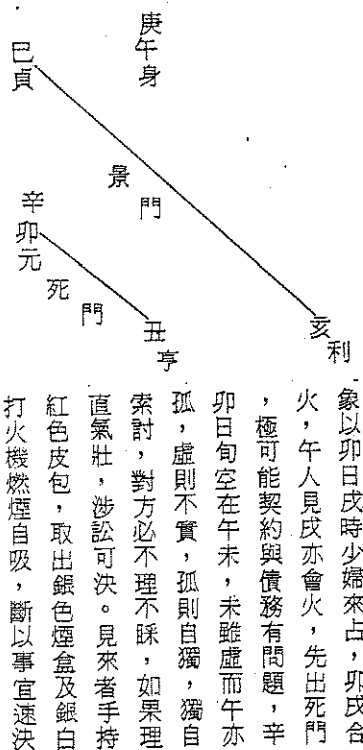 庚午身
巳貞
景門
辛卯元
死門
丑亨
亥利
象以卯日戌時少婦來占，卯戌合
火，午人見戌亦會火，先出死門
，極可能契約與債務有問題，辛
卯日旬空在午未，未雖虛而午亦
孤，虛則不實，孤則自獨，獨自
索討，對方必不理不睬，如果理
直氣壯，涉訟可決。見來者手持
紅色皮包，取出銀色煙盒及銀白
打火機燃煙自吸，斷以事宜速決